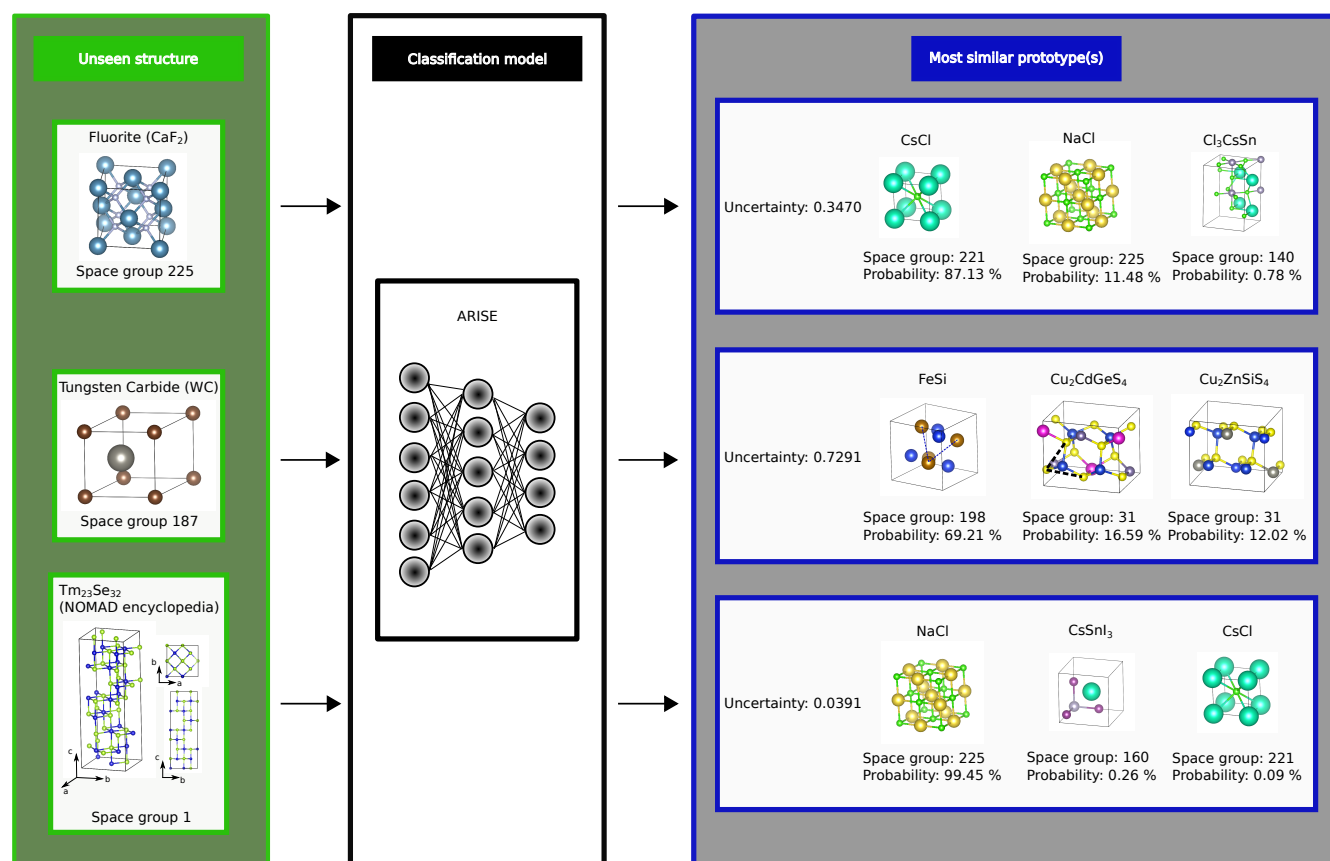 Unseen structure
Classification model
Most similar prototype(s)
Fluorite (CaF₂)
Space group 225
Tungsten Carbide (WC)
Space group 187
Tm₂₃Se₃₂
(NOMAD encyclopedia)
b
a
c
b
a
c
b
Space group 1
ARISE
Uncertainty: 0.3470
CsCl
Space group: 221
Probability: 87.13 %
NaCl
Space group: 225
Probability: 11.48 %
Cl₃CsSn
Space group: 140
Probability: 0.78 %
Uncertainty: 0.7291
FeSi
Space group: 198
Probability: 69.21 %
Cu₂CdGeS₄
Space group: 31
Probability: 16.59 %
Cu₂ZnSiS₄
Space group: 31
Probability: 12.02 %
Uncertainty: 0.0391
NaCl
Space group: 225
Probability: 99.45 %
CsSnI₃
Space group: 160
Probability: 0.26 %
CsCl
Space group: 221
Probability: 0.09 %